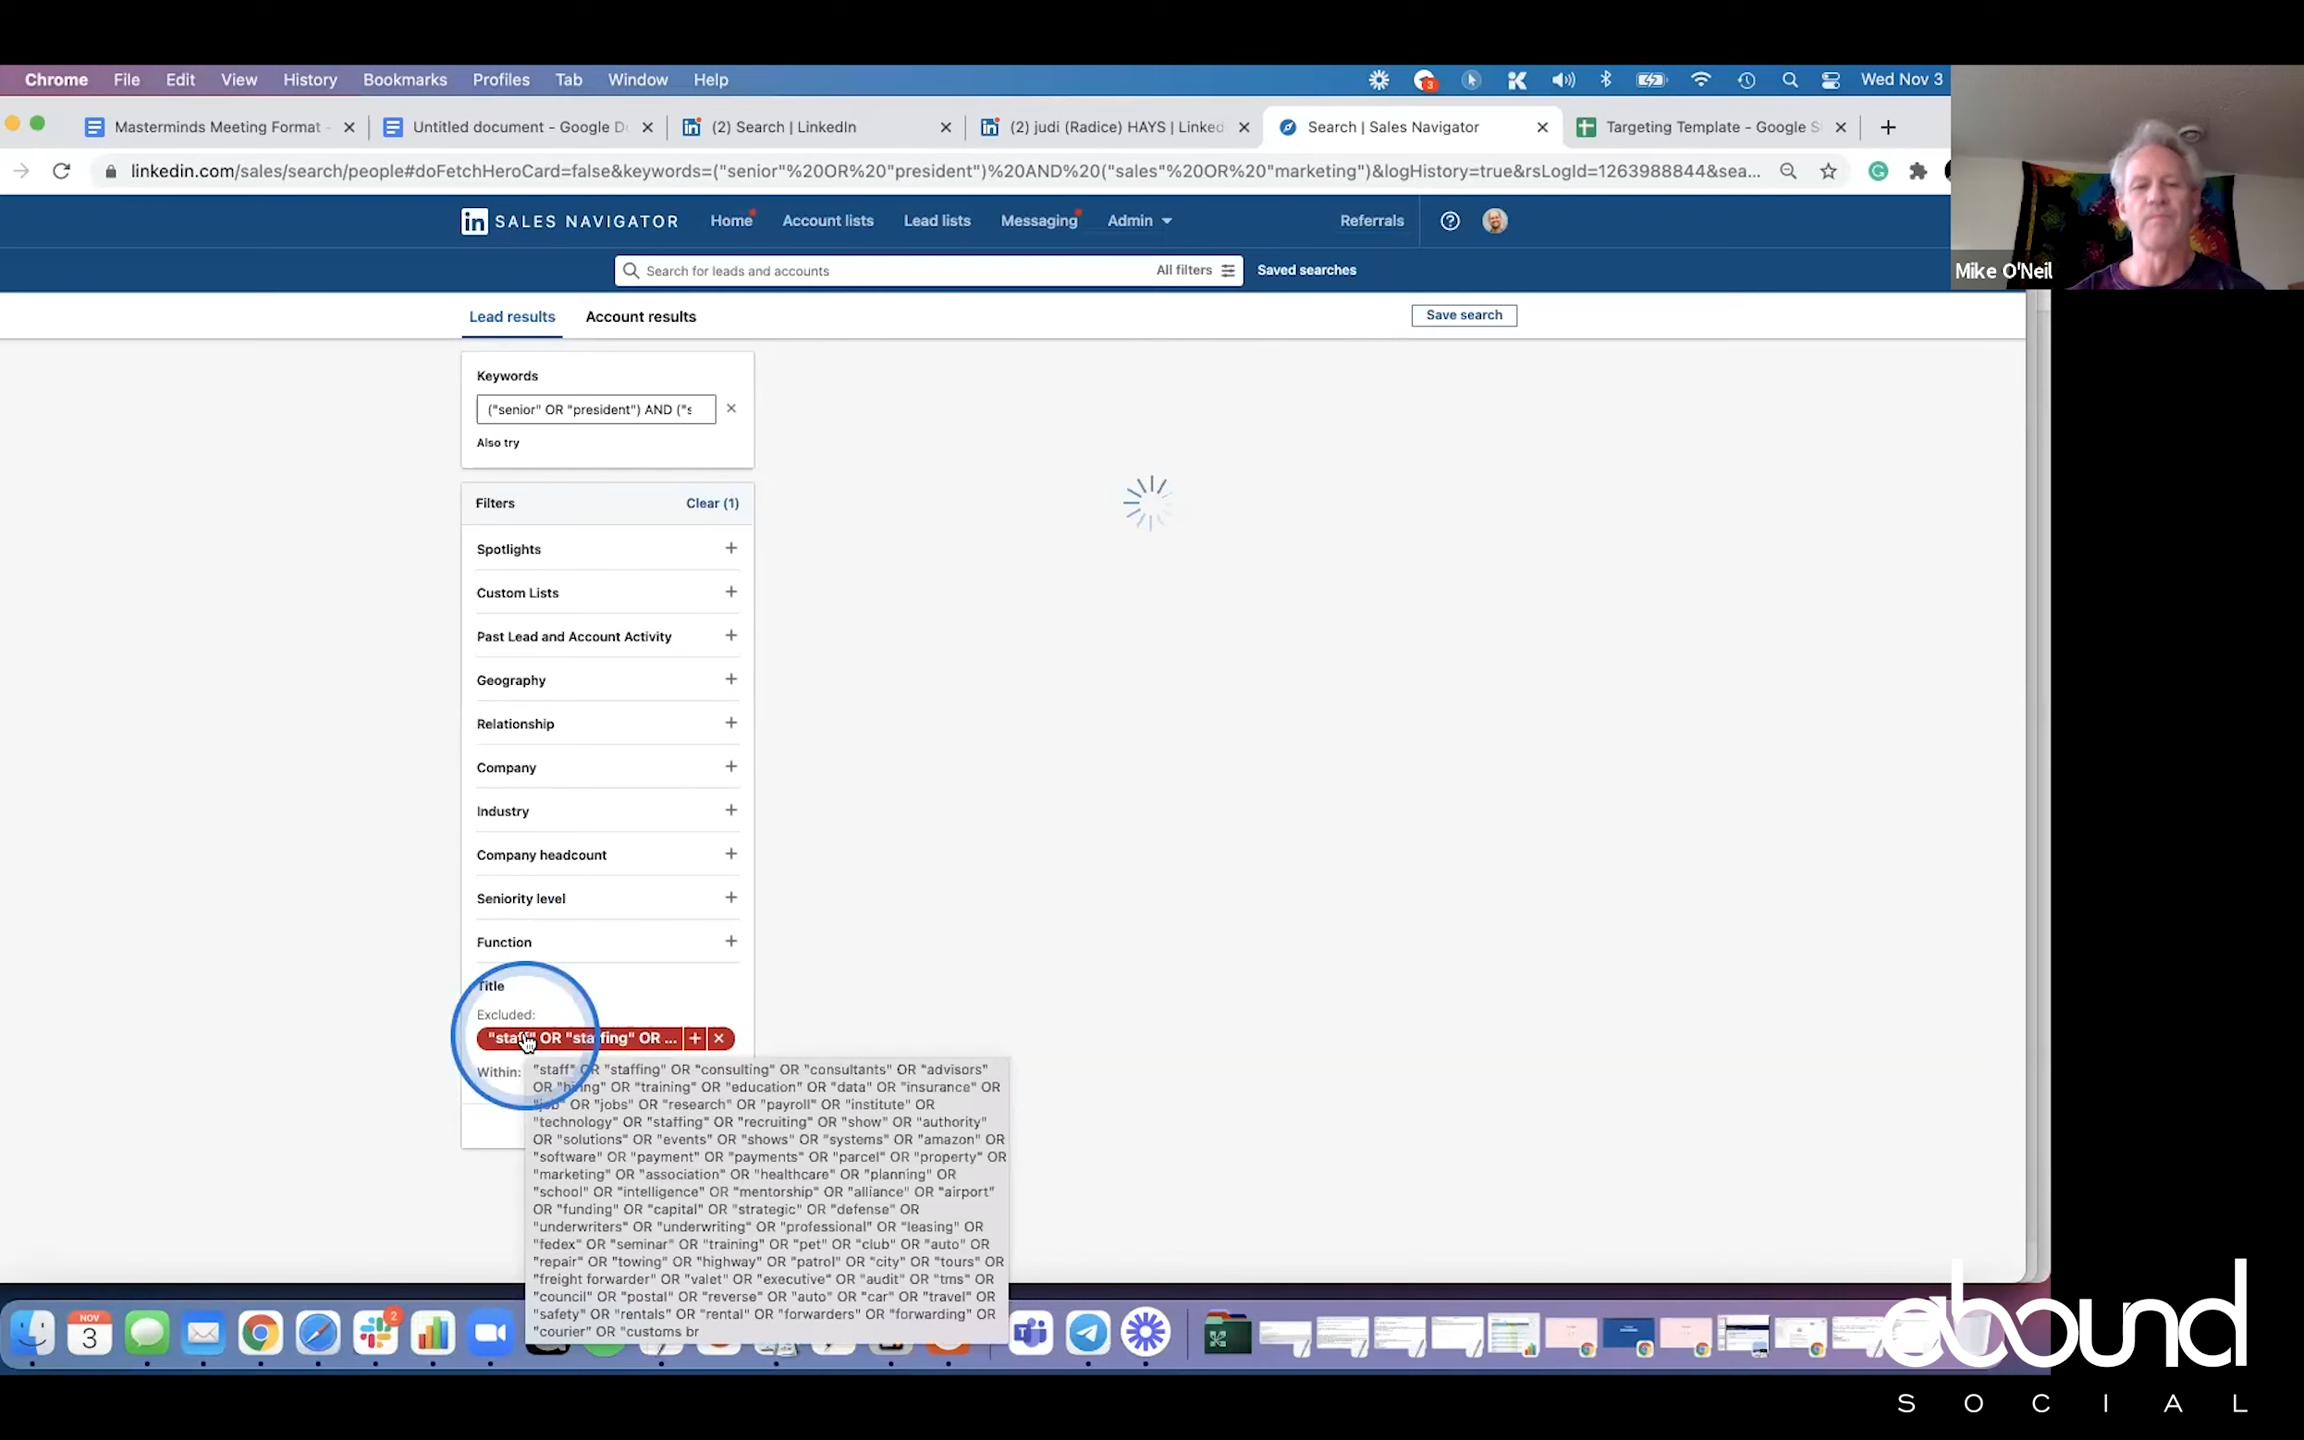 Chrome File Edit View History Bookmarks Profiles Tab Window Help
3
Wed Nov 3
Masterminds Meeting Format -
Untitled document - Google D
(2) Search | LinkedIn
(2) judi (Radice) HAYS | Linked
Search | Sales Navigator
Targeting Template - Google S
linkedin.com/sales/search/people#doFetchHeroCard=false&keywords=("senior"%20OR%20"president")%20AND%20("sales"%20OR%20"marketing")&logHistory=true&rsLogId=1263988844&sea...
in SALES NAVIGATOR Home Account lists Lead lists Messaging Admin Referrals
Mike O'Neil
Search for leads and accounts All filters Saved searches
Lead results Account results Save search
Keywords
("senior" OR "president") AND ("s
Also try
Filters Clear (1)
Spotlights
Custom Lists
Past Lead and Account Activity
Geography
Relationship
Company
Industry
Company headcount
Seniority level
Function
Title
Excluded:
"staff" OR "staffing" OR ...
Within:
"staff" OR "staffing" OR "consulting" OR "consultants" OR "advisors"
OR "hiring" OR "training" OR "education" OR "data" OR "insurance" OR
"job" OR "jobs" OR "research" OR "payroll" OR "institute" OR
"technology" OR "staffing" OR "recruiting" OR "show" OR "authority"
OR "solutions" OR "events" OR "shows" OR "systems" OR "amazon" OR
"software" OR "payment" OR "payments" OR "parcel" OR "property" OR
"marketing" OR "association" OR "healthcare" OR "planning" OR
"school" OR "intelligence" OR "mentorship" OR "alliance" OR "airport"
OR "funding" OR "capital" OR "strategic" OR "defense" OR
"underwriters" OR "underwriting" OR "professional" OR "leasing" OR
"fedex" OR "seminar" OR "training" OR "pet" OR "club" OR "auto" OR
"repair" OR "towing" OR "highway" OR "patrol" OR "city" OR "tours" OR
"freight forwarder" OR "valet" OR "executive" OR "audit" OR "tms" OR
"council" OR "postal" OR "reverse" OR "auto" OR "car" OR "travel" OR
"safety" OR "rentals" OR "rental" OR "forwarders" OR "forwarding" OR
"courier" OR "customs br
NOV
3
2
abound
SOCIAL